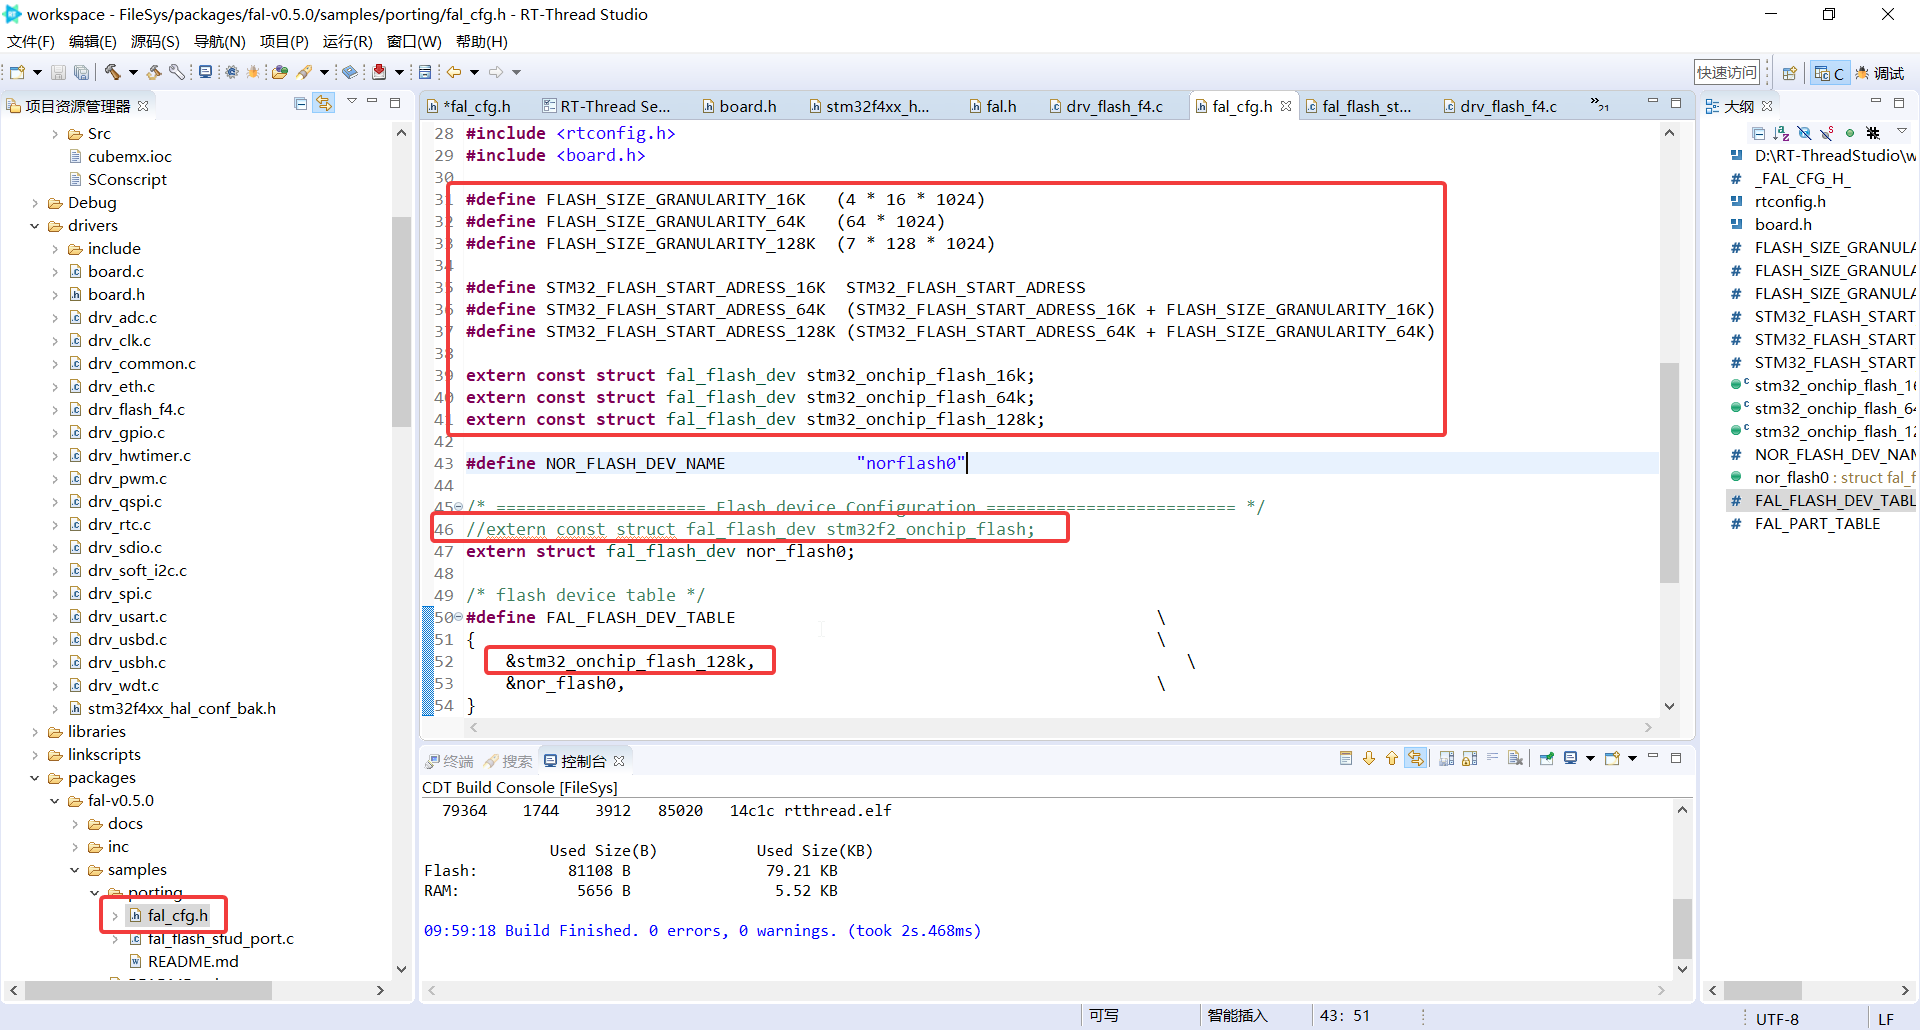 workspace - FileSys/packages/fal-v0.5.0/samples/porting/fal_cfg.h - RT-Thread Studio
文件(F) 编辑(E) 源码(S) 导航(N) 项目(P) 运行(R) 窗口(W) 帮助(H)
快速访问
C
调试
项目资源管理器
Src
cubemx.ioc
SConscript
Debug
drivers
include
board.c
board.h
drv_adc.c
drv_clk.c
drv_common.c
drv_eth.c
drv_flash_f4.c
drv_gpio.c
drv_hwtimer.c
drv_pwm.c
drv_qspi.c
drv_rtc.c
drv_sdio.c
drv_soft_i2c.c
drv_spi.c
drv_usart.c
drv_usbd.c
drv_usbh.c
drv_wdt.c
stm32f4xx_hal_conf_bak.h
libraries
linkscripts
packages
fal-v0.5.0
docs
inc
samples
porting
fal_cfg.h
fal_flash_sfud_port.c
README.md
*fal_cfg.h RT-Thread Se... board.h stm32f4xx_h... fal.h drv_flash_f4.c fal_cfg.h fal_flash_st... drv_flash_f4.c »21
28 #include <rtconfig.h>
29 #include <board.h>
30
31 #define FLASH_SIZE_GRANULARITY_16K (4 * 16 * 1024)
32 #define FLASH_SIZE_GRANULARITY_64K (64 * 1024)
33 #define FLASH_SIZE_GRANULARITY_128K (7 * 128 * 1024)
34
35 #define STM32_FLASH_START_ADRESS_16K STM32_FLASH_START_ADRESS
36 #define STM32_FLASH_START_ADRESS_64K (STM32_FLASH_START_ADRESS_16K + FLASH_SIZE_GRANULARITY_16K)
37 #define STM32_FLASH_START_ADRESS_128K (STM32_FLASH_START_ADRESS_64K + FLASH_SIZE_GRANULARITY_64K)
38
39 extern const struct fal_flash_dev stm32_onchip_flash_16k;
40 extern const struct fal_flash_dev stm32_onchip_flash_64k;
41 extern const struct fal_flash_dev stm32_onchip_flash_128k;
42
43 #define NOR_FLASH_DEV_NAME "norflash0"
44
45 /* ===================== Flash device Configuration ========================= */
46 //extern const struct fal_flash_dev stm32f2_onchip_flash;
47 extern struct fal_flash_dev nor_flash0;
48
49 /* flash device table */
50 #define FAL_FLASH_DEV_TABLE \
51 { \
52 &stm32_onchip_flash_128k, \
53 &nor_flash0, \
54 }
终端 搜索 控制台
CDT Build Console [FileSys]
79364 1744 3912 85020 14c1c rtthread.elf
Used Size(B) Used Size(KB)
Flash: 81108 B 79.21 KB
RAM: 5656 B 5.52 KB
09:59:18 Build Finished. 0 errors, 0 warnings. (took 2s.468ms)
大纲
D:\RT-ThreadStudio\w
_FAL_CFG_H_
rtconfig.h
board.h
FLASH_SIZE_GRANULA
FLASH_SIZE_GRANULA
FLASH_SIZE_GRANULA
STM32_FLASH_START
STM32_FLASH_START
STM32_FLASH_START
stm32_onchip_flash_16
stm32_onchip_flash_64
stm32_onchip_flash_12
NOR_FLASH_DEV_NAM
nor_flash0 : struct fal_f
FAL_FLASH_DEV_TABL
FAL_PART_TABLE
可写 智能插入 43: 51 UTF-8 LF